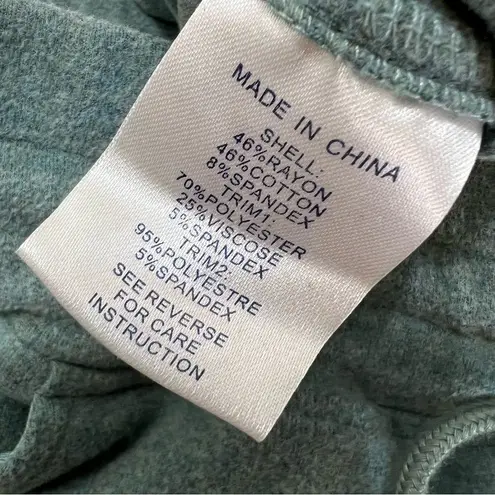 MADE IN CHINA
SHELL:
46%RAYON
46%COTTON
8%SPANDEX
TRIM1:
70%POLYESTER
25%VISCOSE
5%SPANDEX
TRIM2:
95%POLYESTRE
5%SPANDEX
SEE REVERSE
FOR CARE
INSTRUCTION